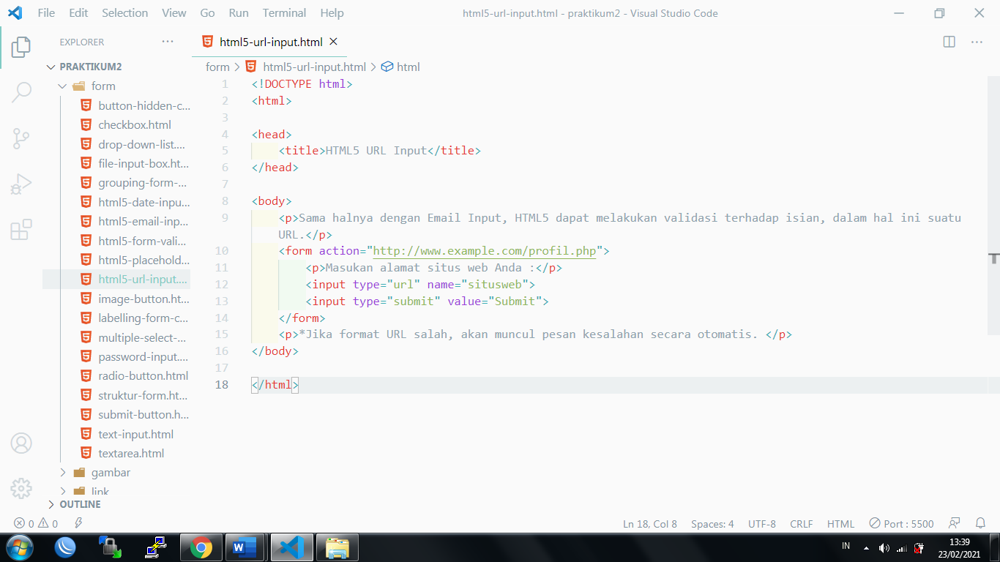 File Edit Selection View Go Run Terminal Help
html5-url-input.html - praktikum2 - Visual Studio Code
EXPLORER
html5-url-input.html
PRAKTIKUM2
form > html5-url-input.html > html
form
button-hidden-c...
checkbox.html
drop-down-list....
file-input-box.ht...
grouping-form-...
html5-date-inpu...
html5-email-inp...
html5-form-vali...
html5-placehold...
html5-url-input....
image-button.ht...
labelling-form-c...
multiple-select-...
password-input....
radio-button.html
struktur-form.ht...
submit-button.h...
text-input.html
textarea.html
gambar
link
OUTLINE
1 <!DOCTYPE html>
2 <html>
3
4 <head>
5 <title>HTML5 URL Input</title>
6 </head>
7
8 <body>
9 <p>Sama halnya dengan Email Input, HTML5 dapat melakukan validasi terhadap isian, dalam hal ini suatu
URL.</p>
10 <form action="http://www.example.com/profil.php">
11 <p>Masukan alamat situs web Anda :</p>
12 <input type="url" name="situsweb">
13 <input type="submit" value="Submit">
14 </form>
15 <p>*Jika format URL salah, akan muncul pesan kesalahan secara otomatis. </p>
16 </body>
17
18 </html>
0 0
Ln 18, Col 8 Spaces: 4 UTF-8 CRLF HTML Port : 5500
IN
13:39
23/02/2021